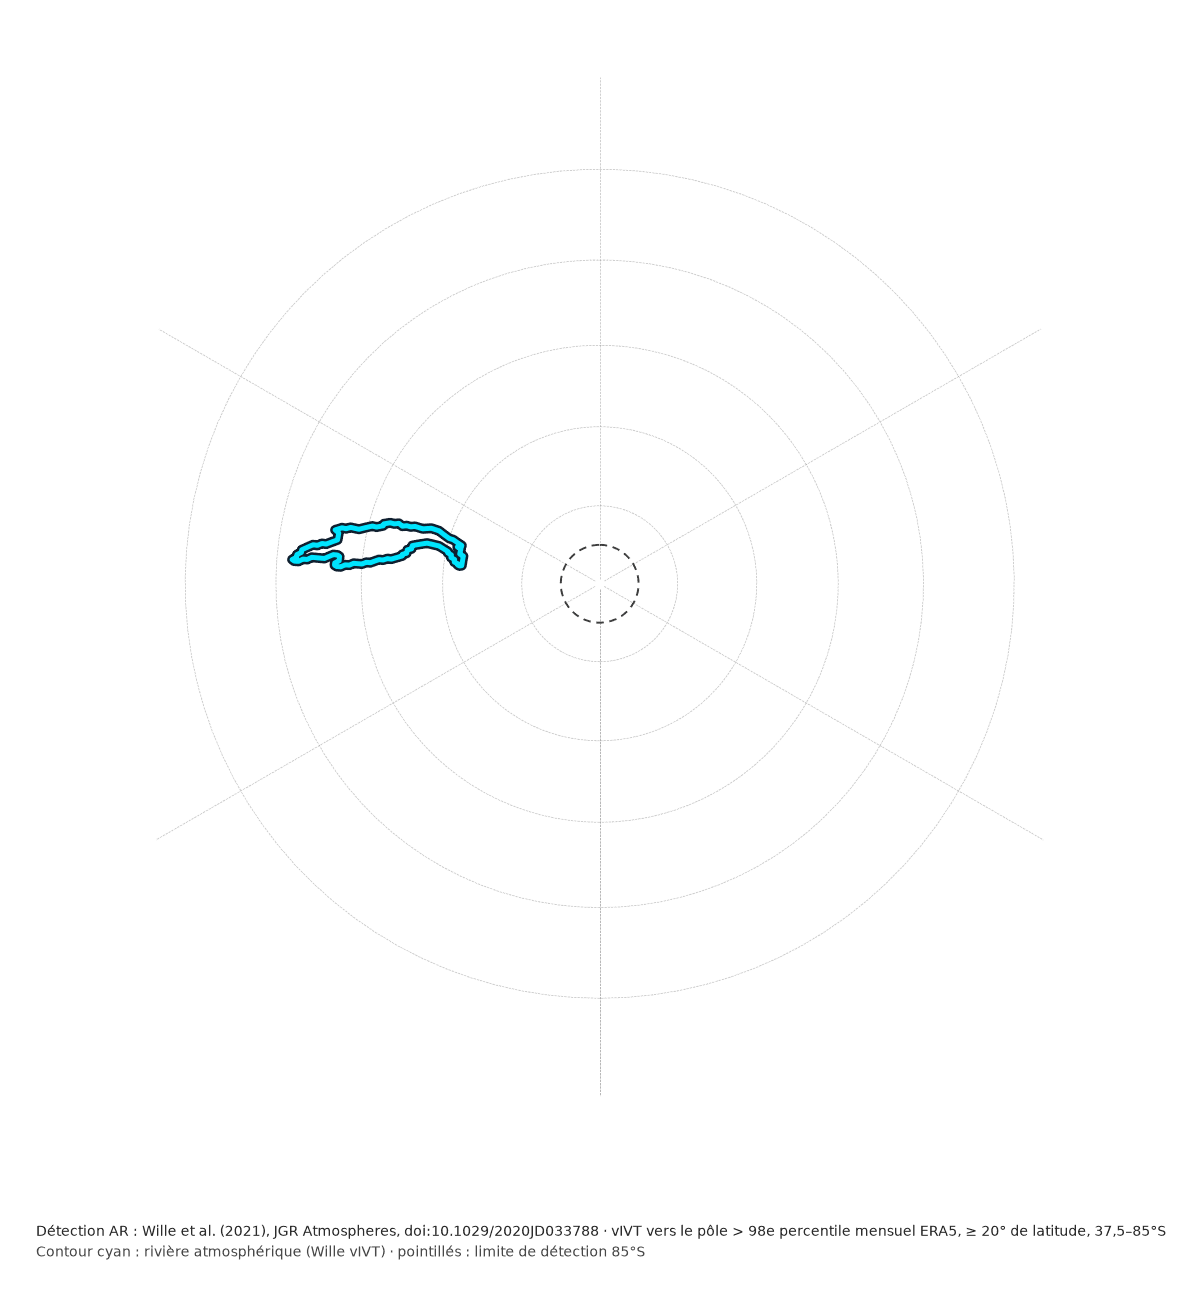 Détection AR : Wille et al. (2021), JGR Atmospheres, doi:10.1029/2020JD033788 · vIVT vers le pôle > 98e percentile mensuel ERA5, ≥ 20° de latitude, 37,5–85°S
Contour cyan : rivière atmosphérique (Wille vIVT) · pointillés : limite de détection 85°S